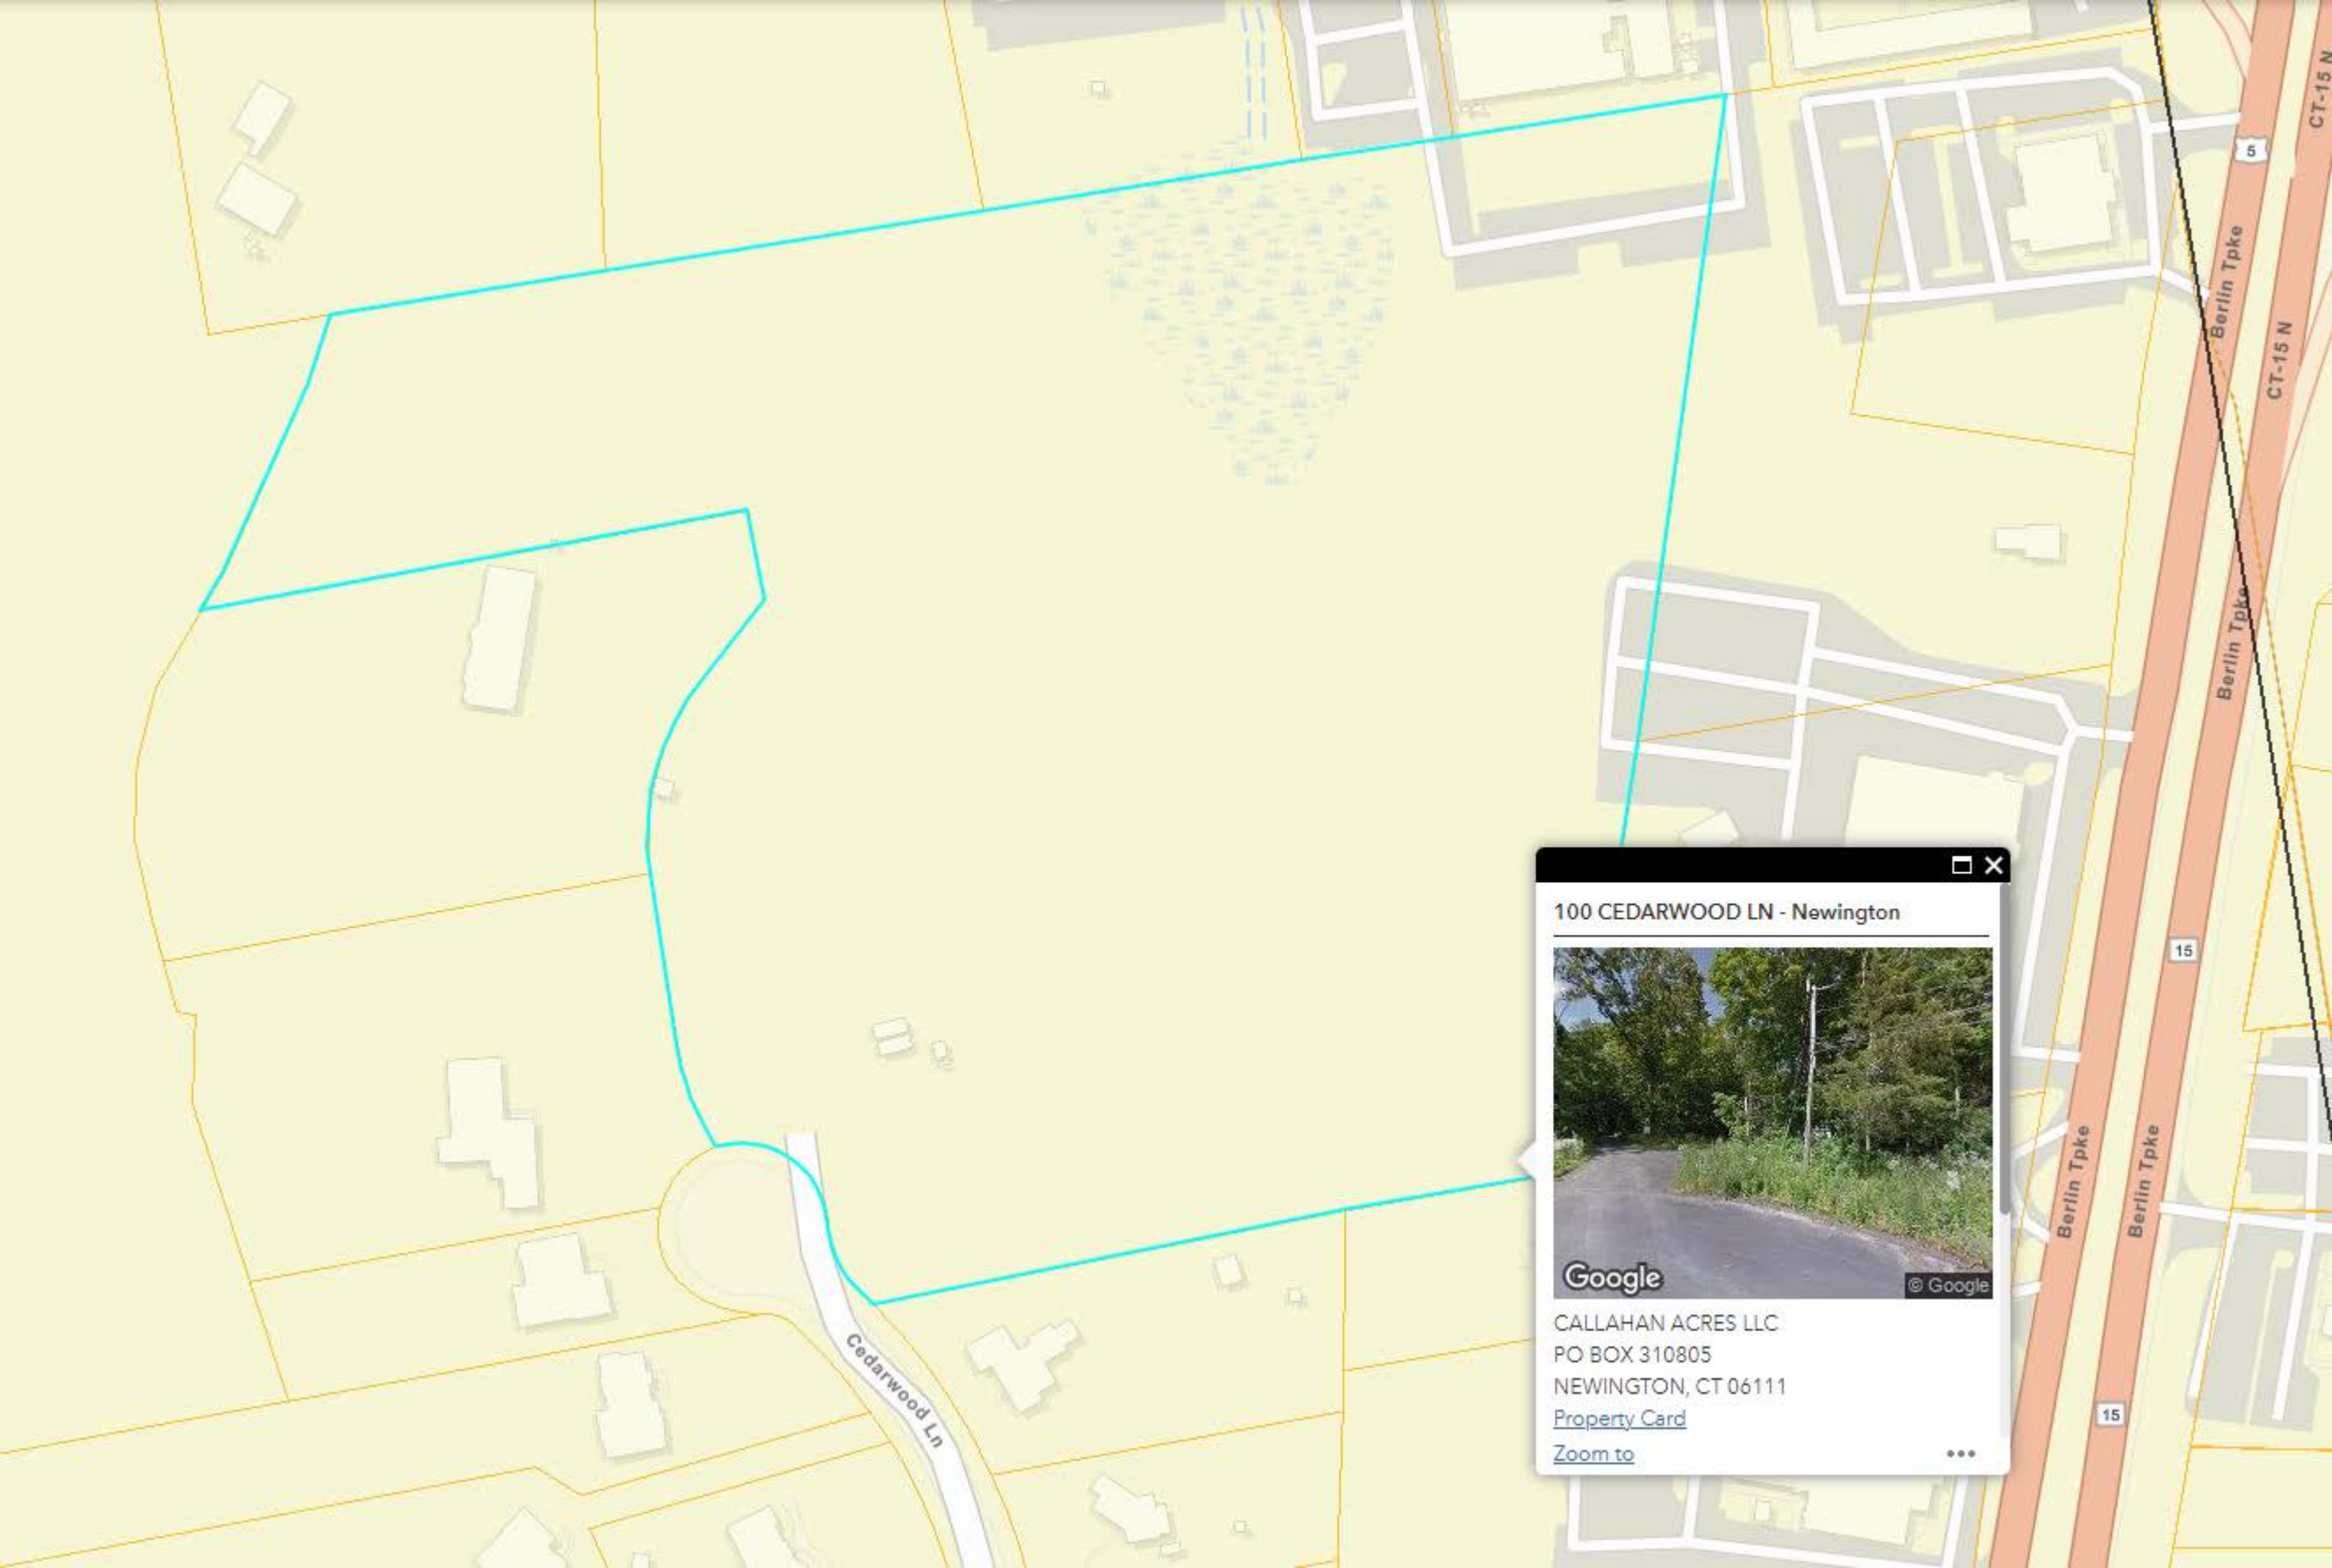 CT-15 N
5
Berlin Tpke
CT-15 N
Berlin Tpke
15
Berlin Tpke
Berlin Tpke
15
Cedarwood Ln
100 CEDARWOOD LN - Newington
Google
© Google
CALLAHAN ACRES LLC
PO BOX 310805
NEWINGTON, CT 06111
Property Card
Zoom to